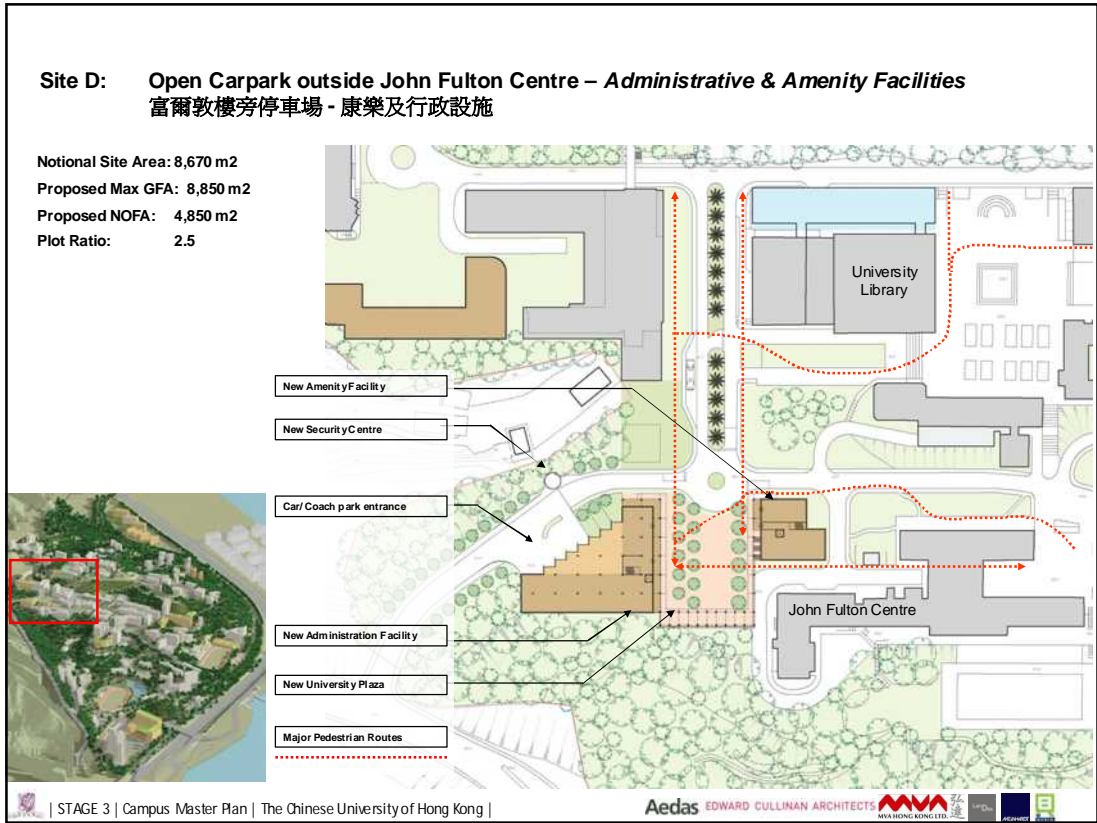 Site D: Open Carpark outside John Fulton Centre – Administrative & Amenity Facilities
富爾敦樓旁停車場 - 康樂及行政設施
Notional Site Area: 8,670 m2
Proposed Max GFA: 8,850 m2
Proposed NOFA: 4,850 m2
Plot Ratio: 2.5
University
Library
New Amenity Facility
New Security Centre
Car/ Coach park entrance
John Fulton Centre
New Administration Facility
New University Plaza
Major Pedestrian Routes
| STAGE 3 | Campus Master Plan | The Chinese University of Hong Kong |
Aedas EDWARD CULLINAN ARCHITECTS MVA 弘達
MVA HONG KONG LTD.